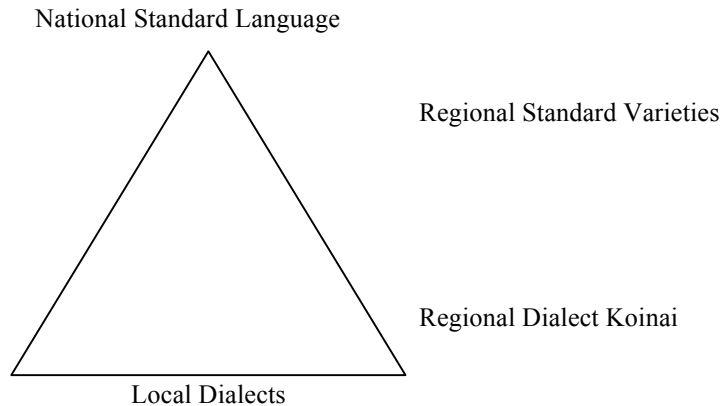 National Standard Language
Regional Standard Varieties
Regional Dialect Koinai
Local Dialects